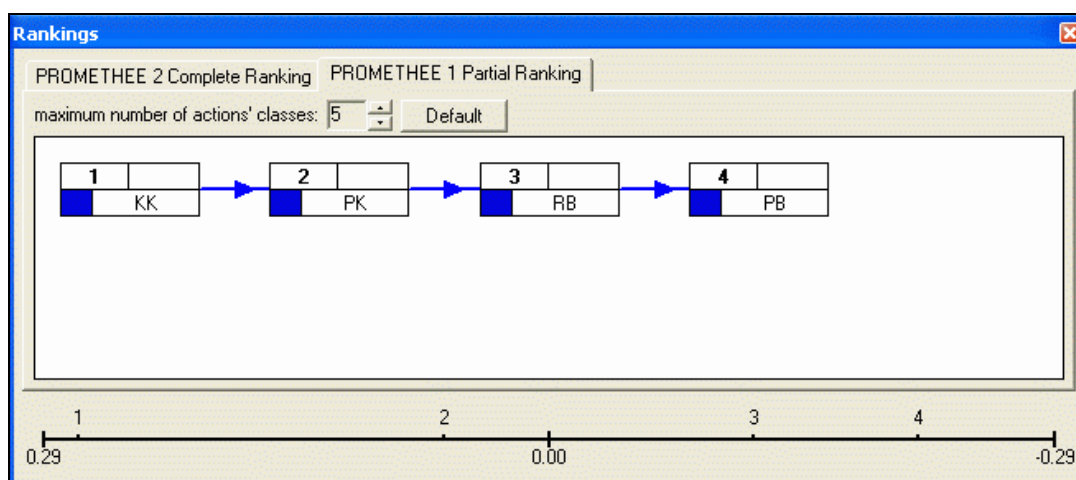 Rankings
PROMETHEE 2 Complete Ranking PROMETHEE 1 Partial Ranking
maximum number of actions' classes: 5 Default
1 2 3 4
KK PK RB PB
1 2 3 4
0.29 0.00 -0.29